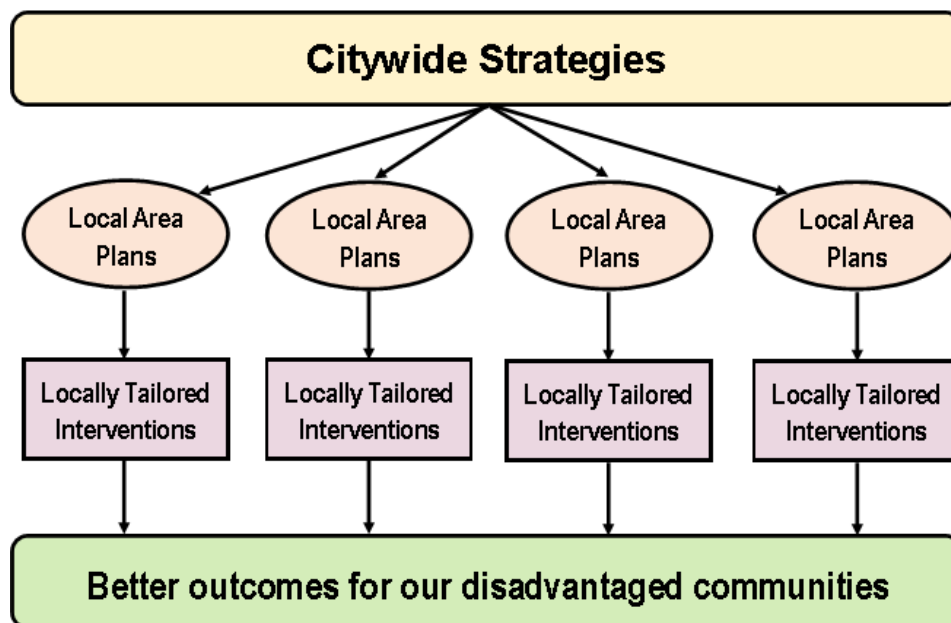 Citywide Strategies
Local Area
Plans
Local Area
Plans
Local Area
Plans
Local Area
Plans
Locally Tailored
Interventions
Locally Tailored
Interventions
Locally Tailored
Interventions
Locally Tailored
Interventions
Better outcomes for our disadvantaged communities